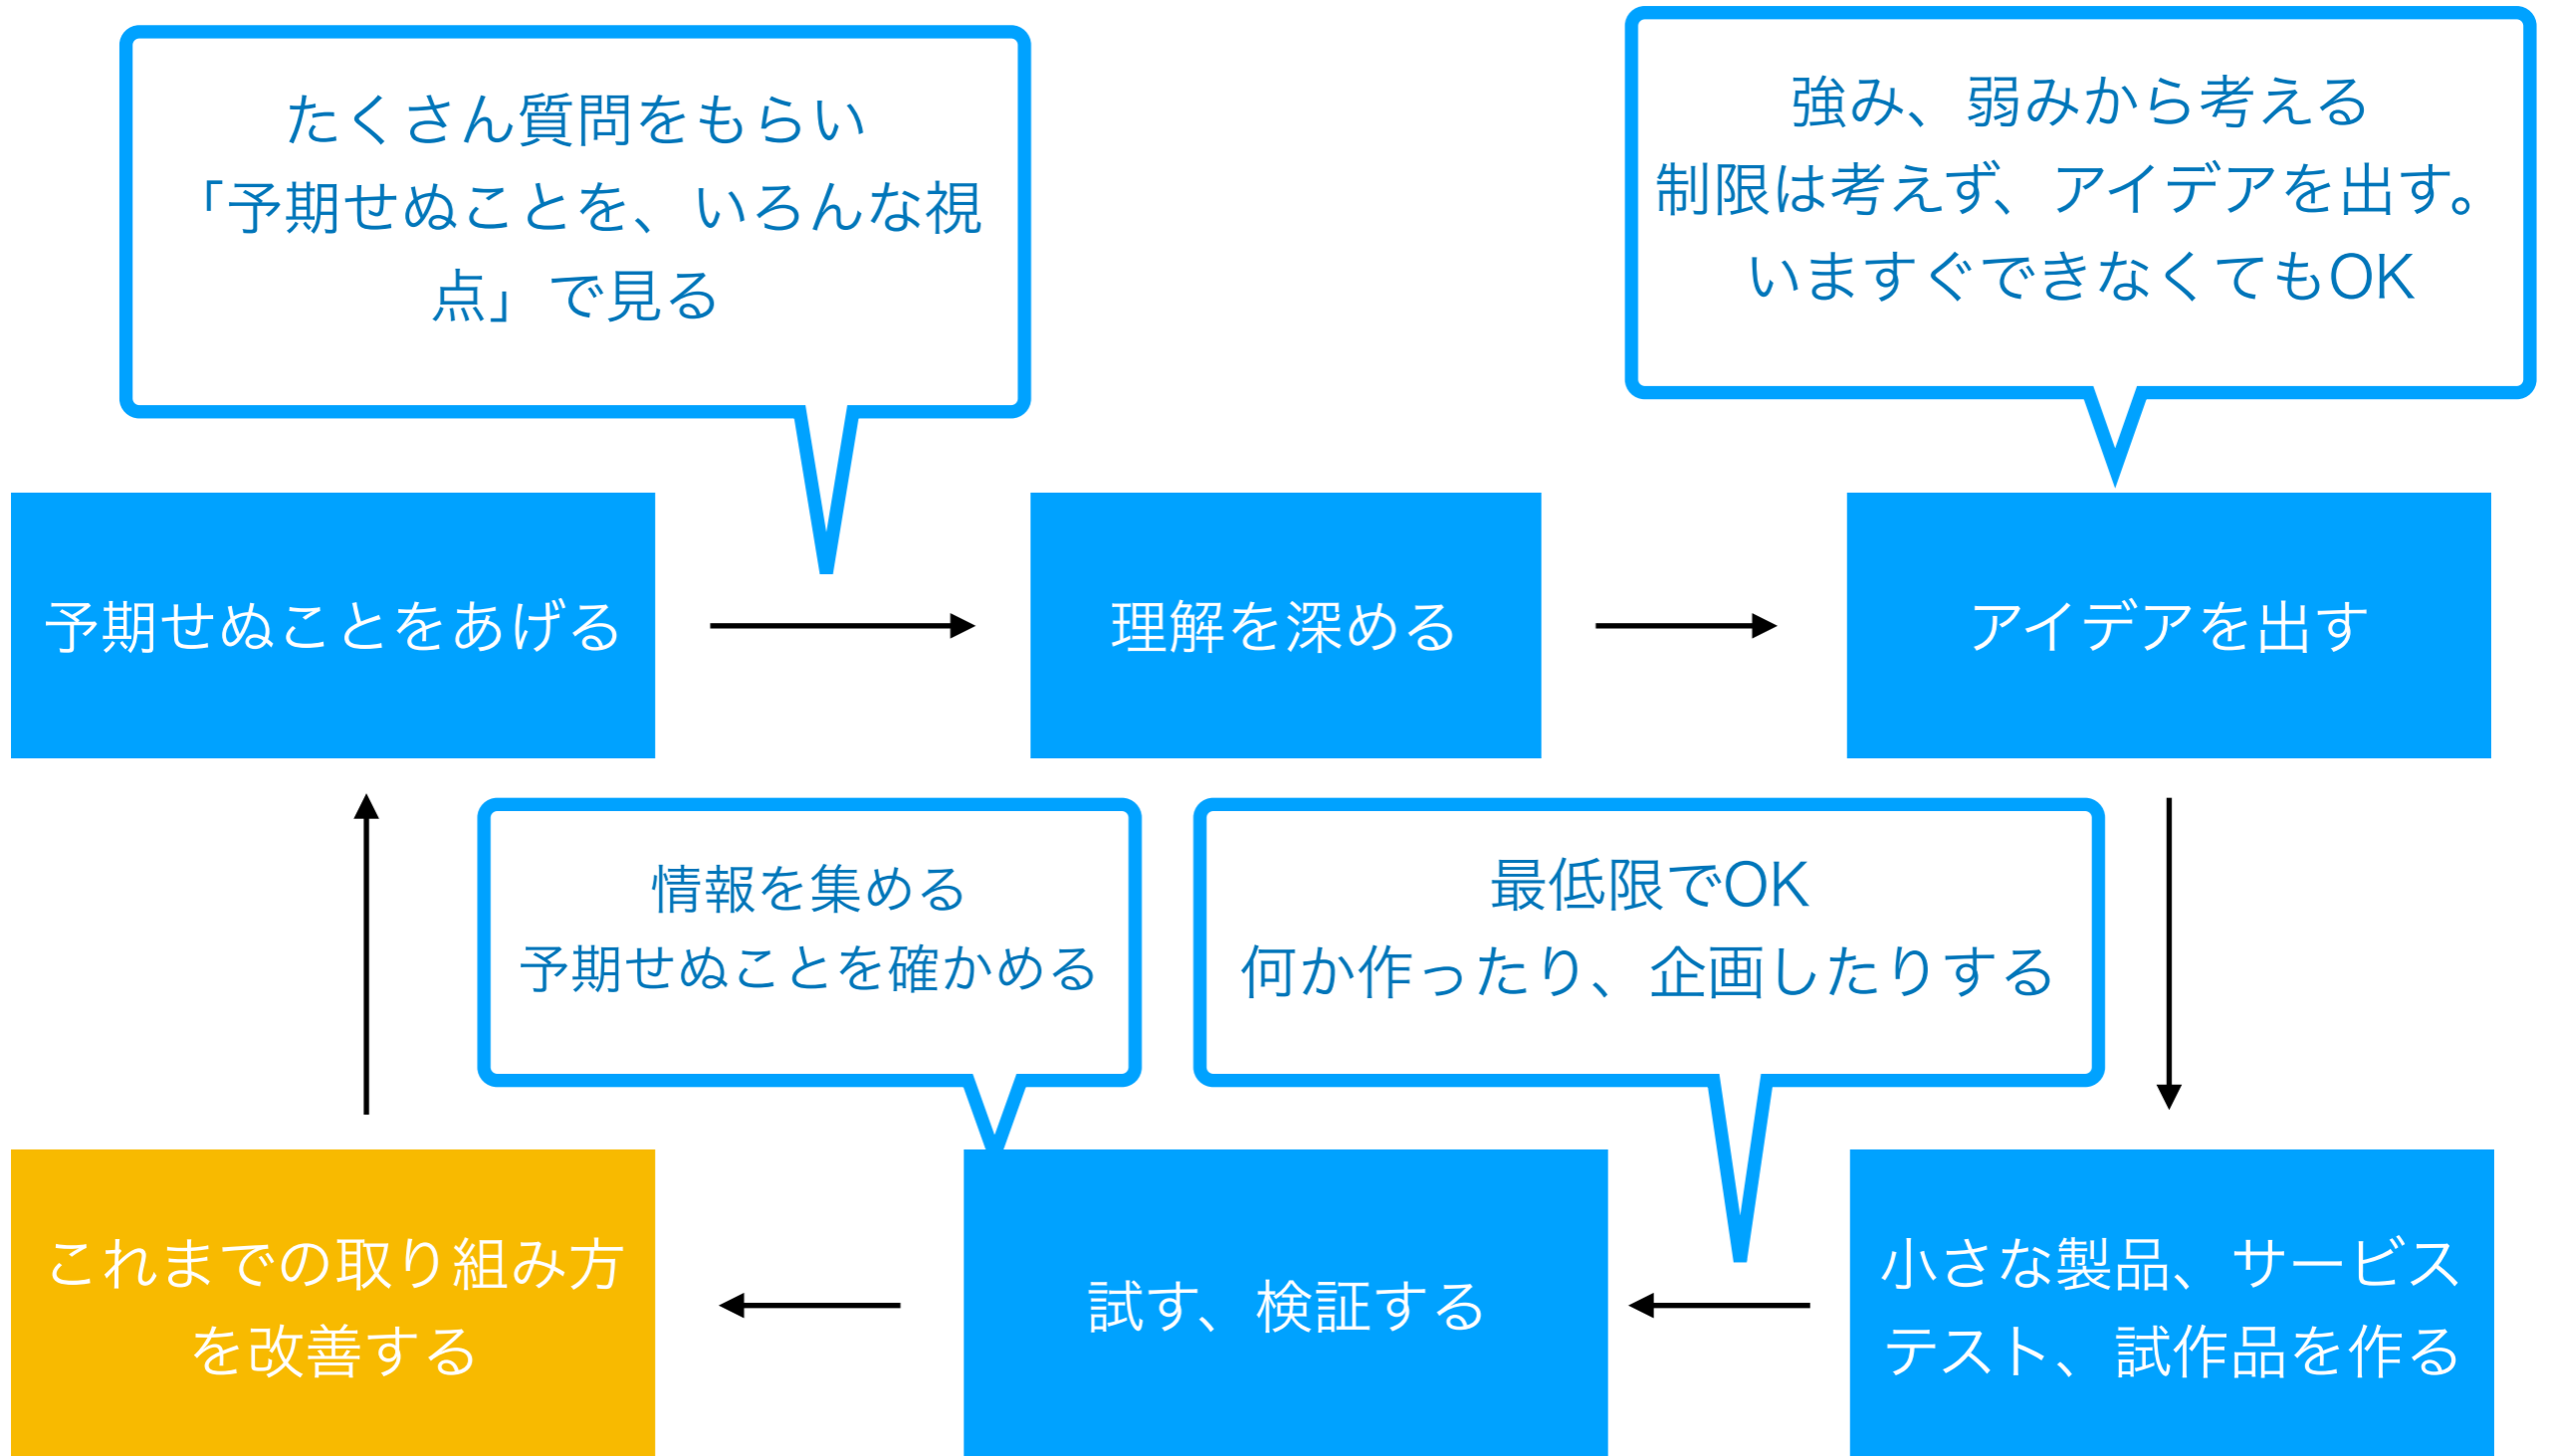 たくさん質問をもらい
「予期せぬことを、いろんな視
点」で見る
強み、弱みから考える
制限は考えず、アイデアを出す。
いますぐできなくてもOK
予期せぬことをあげる
理解を深める
アイデアを出す
情報を集める
予期せぬことを確かめる
最低限でOK
何か作ったり、企画したりする
これまでの取り組み方
を改善する
試す、検証する
小さな製品、サービス
テスト、試作品を作る